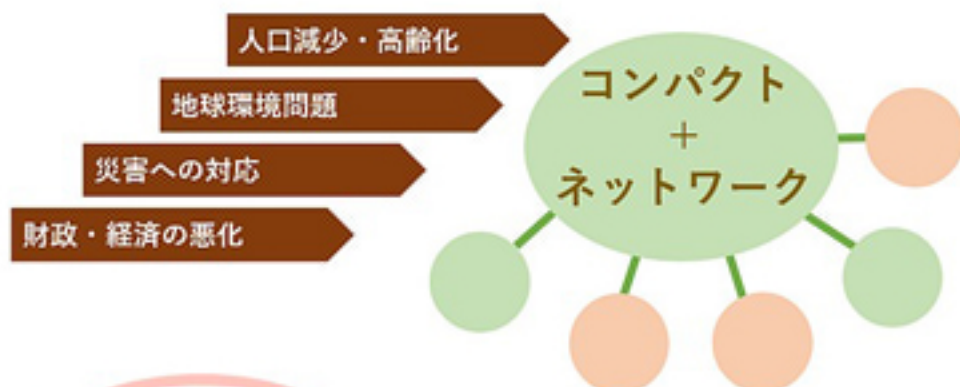 人口減少・高齢化
地球環境問題
災害への対応
財政・経済の悪化
コンパクト
+
ネットワーク